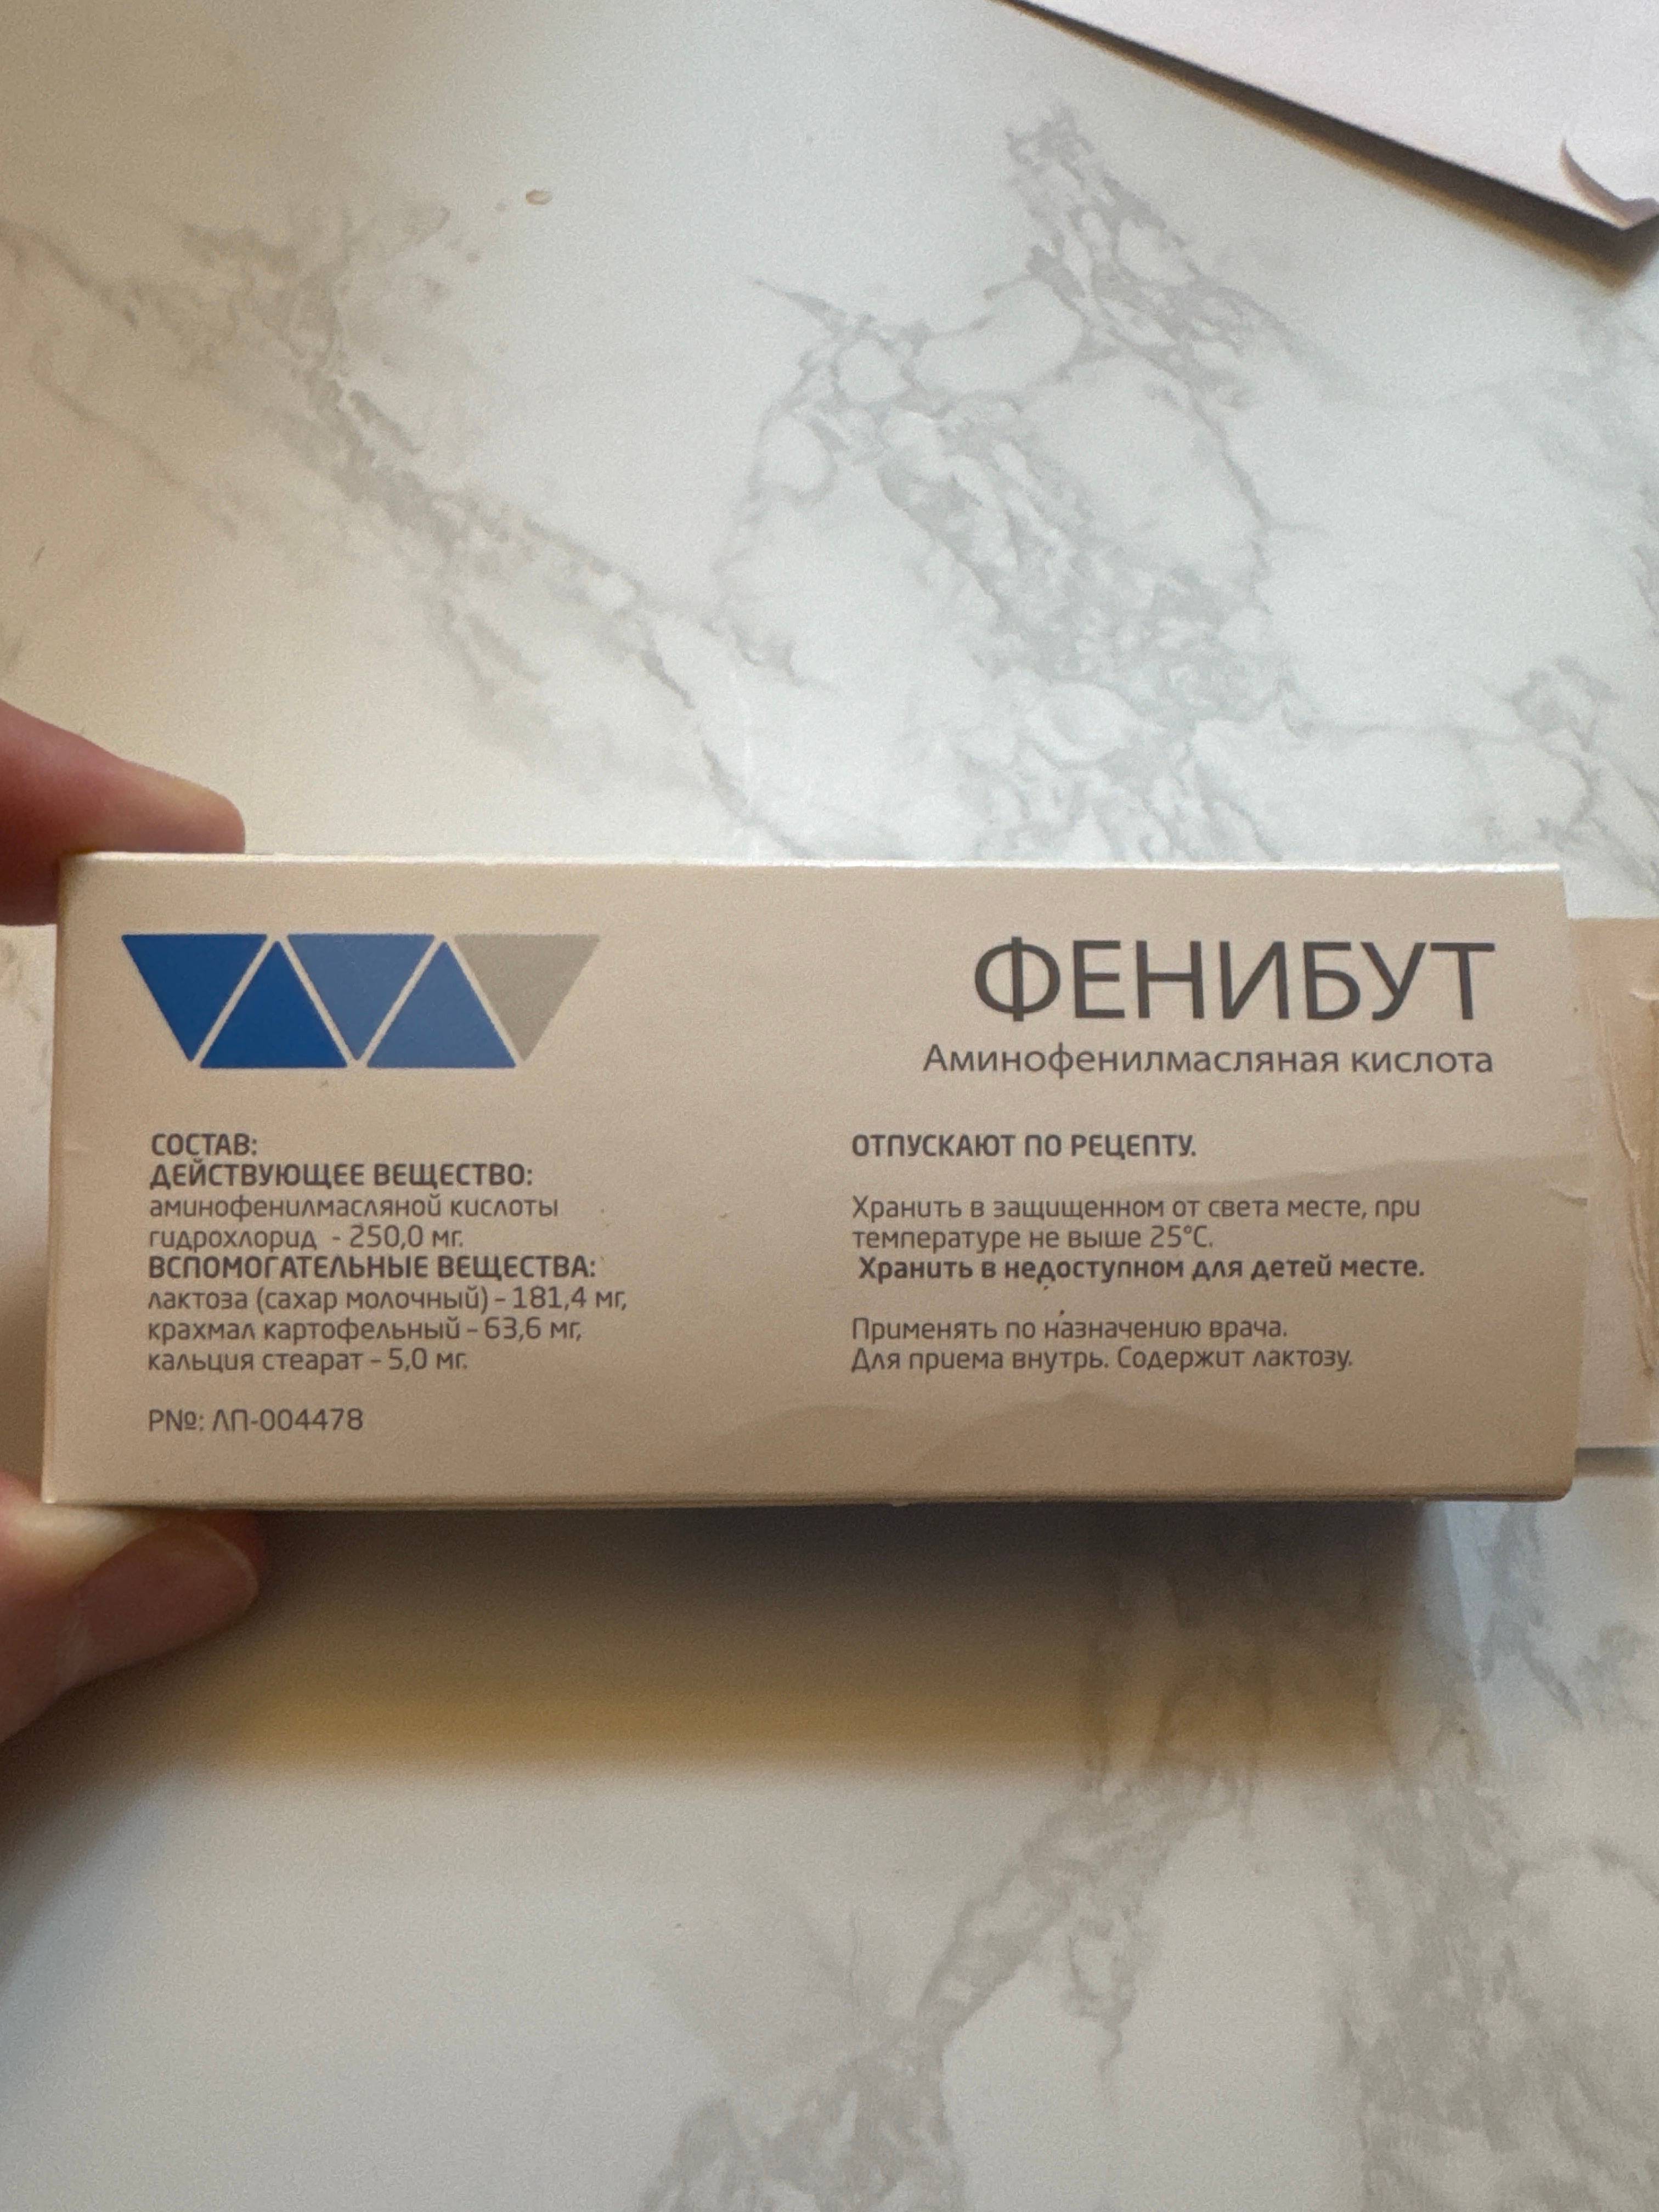 ФЕНИБУТ
Аминофенилмасляная кислота
СОСТАВ:
ДЕЙСТВУЮЩЕЕ ВЕЩЕСТВО:
аминофенилмасляной кислоты
гидрохлорид - 250,0 мг.
ВСПОМОГАТЕЛЬНЫЕ ВЕЩЕСТВА:
лактоза (сахар молочный) – 181,4 мг,
крахмал картофельный – 63,6 мг,
кальция стеарат – 5,0 мг.
Р№: ЛП-004478
ОТПУСКАЮТ ПО РЕЦЕПТУ.
Хранить в защищенном от света месте, при
температуре не выше 25°С.
Хранить в недоступном для детей месте.
Применять по назначению врача.
Для приема внутрь. Содержит лактозу.